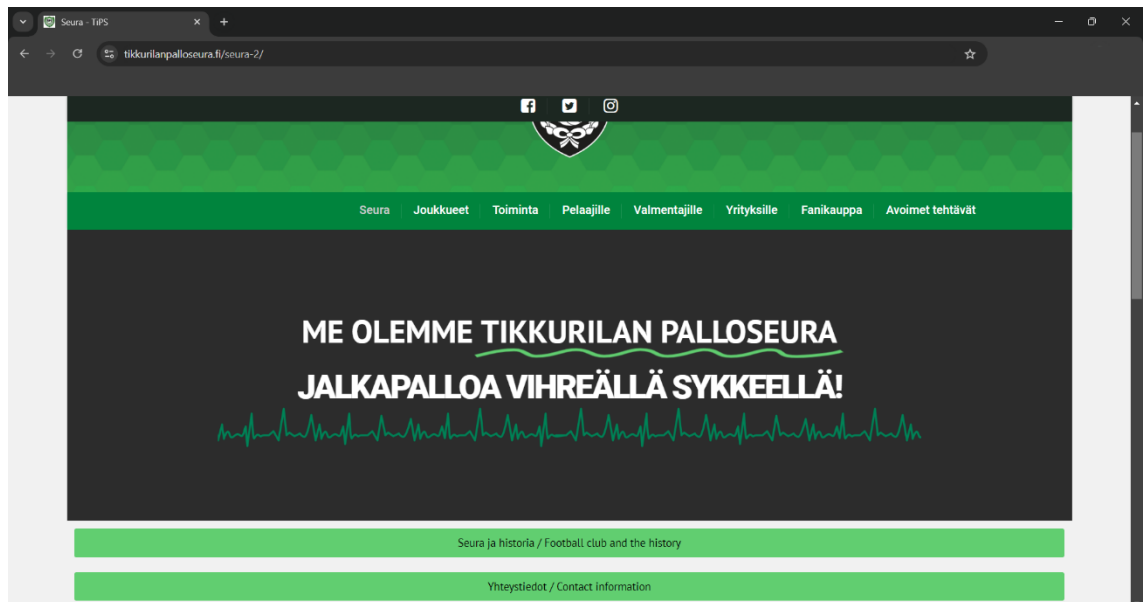 Seura - TiPS
tikkurilanpalloseura.fi/seura-2/
Seura Joukkueet Toiminta Pelaajille Valmentajille Yrityksille Fanikauppa Avoimet tehtävät
ME OLEMME TIKKURILAN PALLOSEURA
JALKAPALLOA VIHREÄLLÄ SYKKEELLÄ!
Seura ja historia / Football club and the history
Yhteystiedot / Contact information